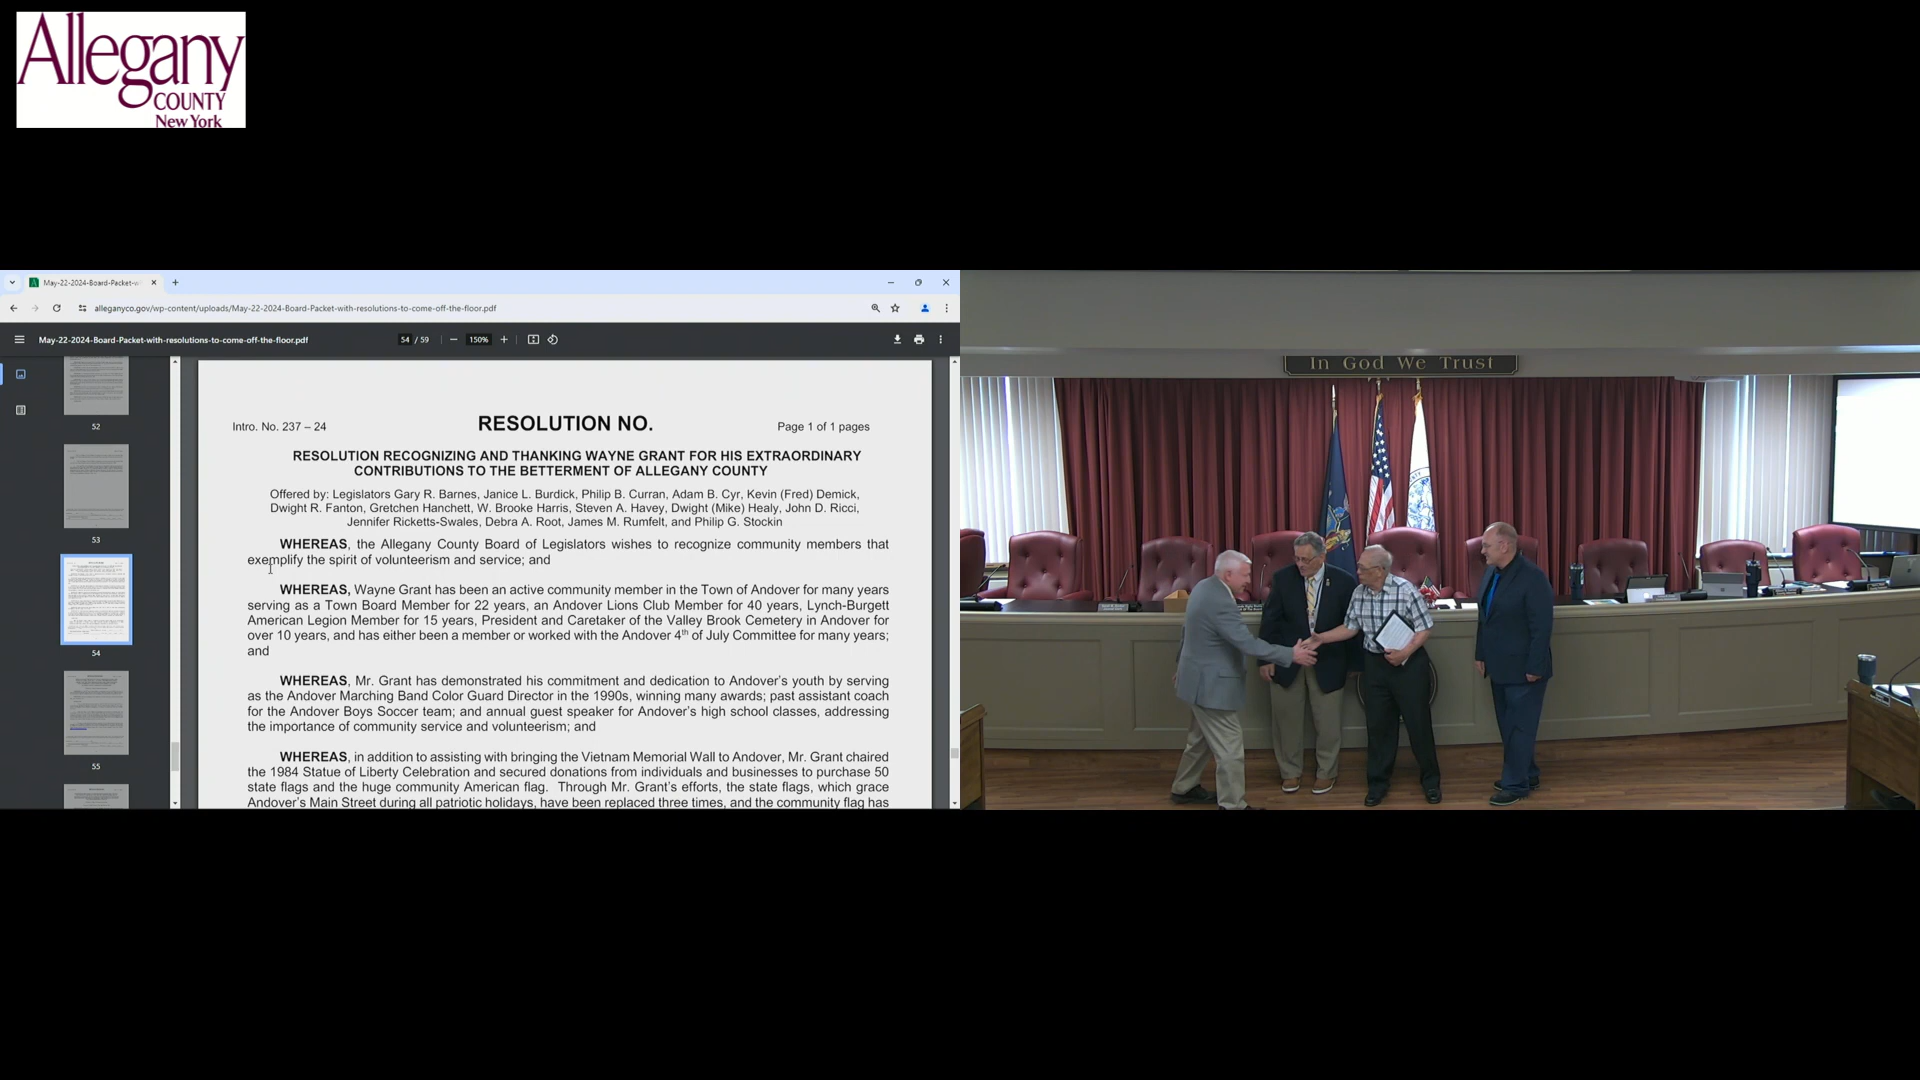 Allegany
COUNTY
New York
May-22-2024-Board-Packet-w
alleganyco.gov/wp-content/uploads/May-22-2024-Board-Packet-with-resolutions-to-come-off-the-floor.pdf
May-22-2024-Board-Packet-with-resolutions-to-come-off-the-floor.pdf
54 / 59
150%
52
53
54
55
Intro. No. 237 – 24
RESOLUTION NO.
Page 1 of 1 pages
RESOLUTION RECOGNIZING AND THANKING WAYNE GRANT FOR HIS EXTRAORDINARY
CONTRIBUTIONS TO THE BETTERMENT OF ALLEGANY COUNTY
Offered by: Legislators Gary R. Barnes, Janice L. Burdick, Philip B. Curran, Adam B. Cyr, Kevin (Fred) Demick,
Dwight R. Fanton, Gretchen Hanchett, W. Brooke Harris, Steven A. Havey, Dwight (Mike) Healy, John D. Ricci,
Jennifer Ricketts-Swales, Debra A. Root, James M. Rumfelt, and Philip G. Stockin
WHEREAS, the Allegany County Board of Legislators wishes to recognize community members that
exemplify the spirit of volunteerism and service; and
WHEREAS, Wayne Grant has been an active community member in the Town of Andover for many years
serving as a Town Board Member for 22 years, an Andover Lions Club Member for 40 years, Lynch-Burgett
American Legion Member for 15 years, President and Caretaker of the Valley Brook Cemetery in Andover for
over 10 years, and has either been a member or worked with the Andover 4th of July Committee for many years;
and
WHEREAS, Mr. Grant has demonstrated his commitment and dedication to Andover's youth by serving
as the Andover Marching Band Color Guard Director in the 1990s, winning many awards; past assistant coach
for the Andover Boys Soccer team; and annual guest speaker for Andover's high school classes, addressing
the importance of community service and volunteerism; and
WHEREAS, in addition to assisting with bringing the Vietnam Memorial Wall to Andover, Mr. Grant chaired
the 1984 Statue of Liberty Celebration and secured donations from individuals and businesses to purchase 50
state flags and the huge community American flag. Through Mr. Grant's efforts, the state flags, which grace
Andover's Main Street during all patriotic holidays, have been replaced three times, and the community flag has
In God We Trust